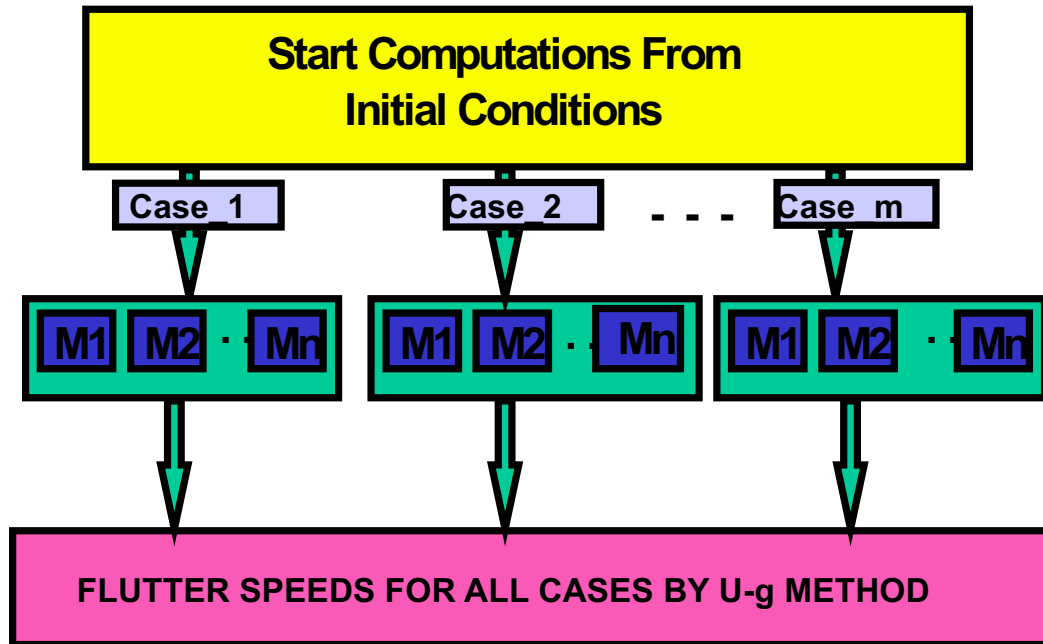 Start Computations From
Initial Conditions
Case_1
Case_2
- - -
Case_m
M1 M2 . . Mn
M1 M2 . . Mn
M1 M2 . . Mn
FLUTTER SPEEDS FOR ALL CASES BY U-g METHOD